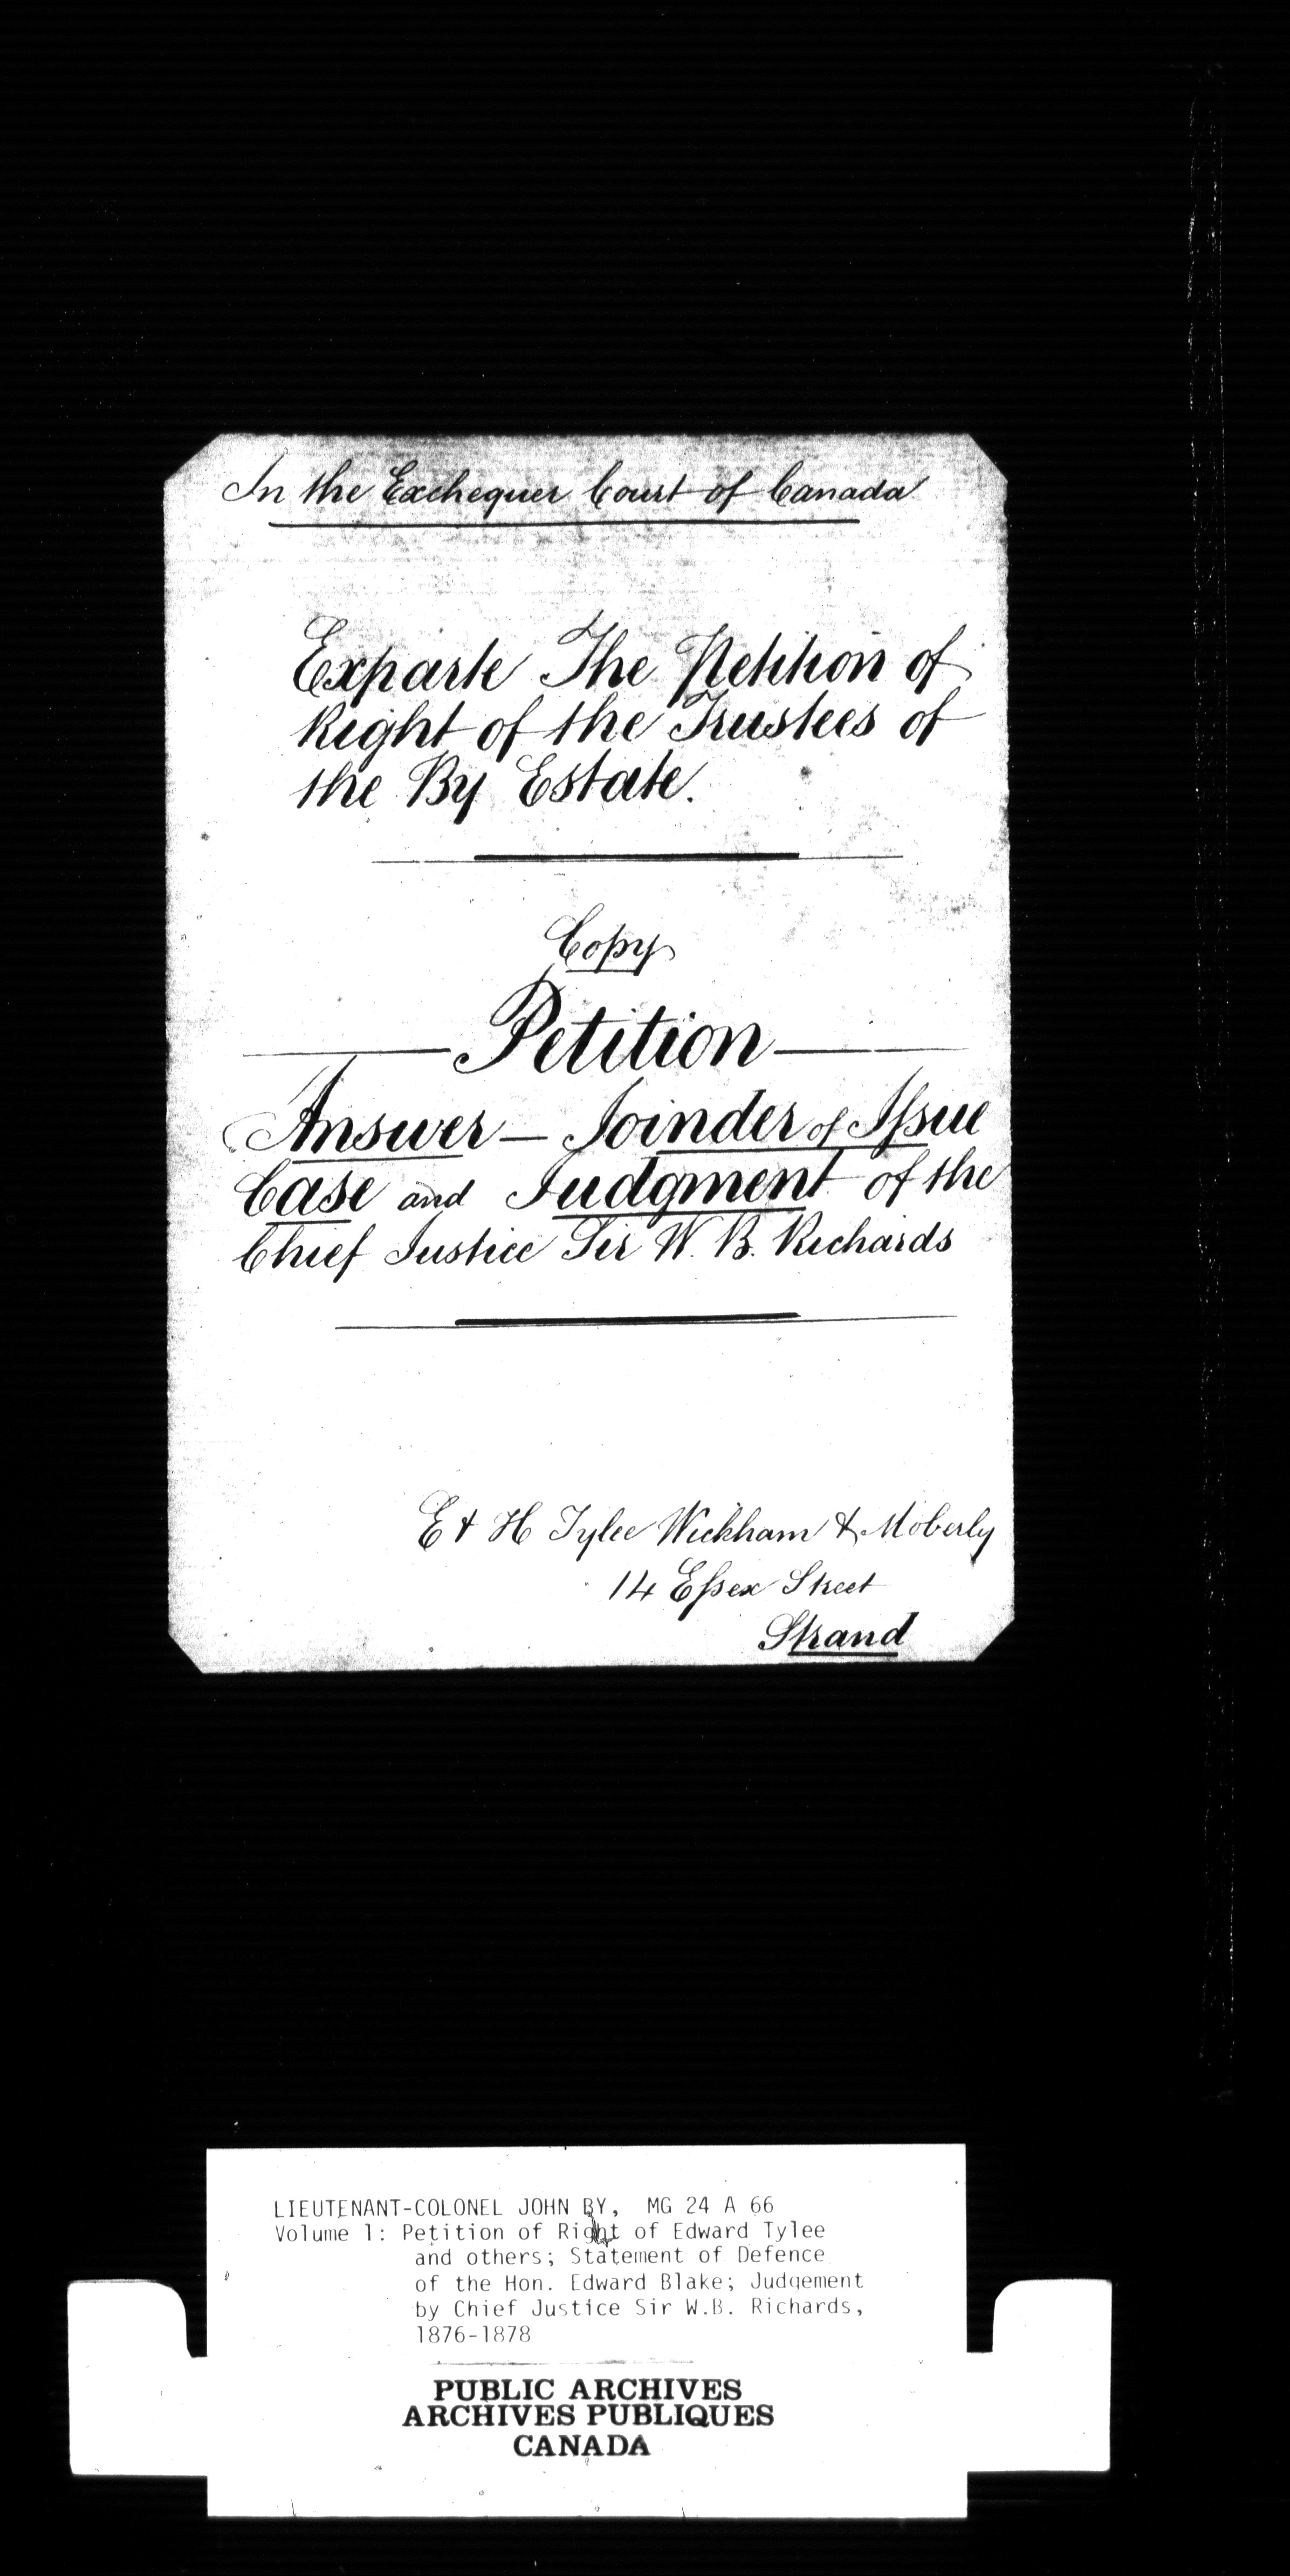 In the Exchequer Court of Canada
Exparte The Petition of
Right of the Trustees of
the By Estate.
Copy
Petition
Answer — Joinder of Issue
Case and Judgment of the
Chief Justice Sir W. B. Richards
E & H Tylee Wickham & Moberly
14 Essex Street
Strand
LIEUTENANT-COLONEL JOHN BY, MG 24 A 66
Volume 1: Petition of Right of Edward Tylee
and others; Statement of Defence
of the Hon. Edward Blake; Judgement
by Chief Justice Sir W.B. Richards,
1876-1878
PUBLIC ARCHIVES
ARCHIVES PUBLIQUES
CANADA